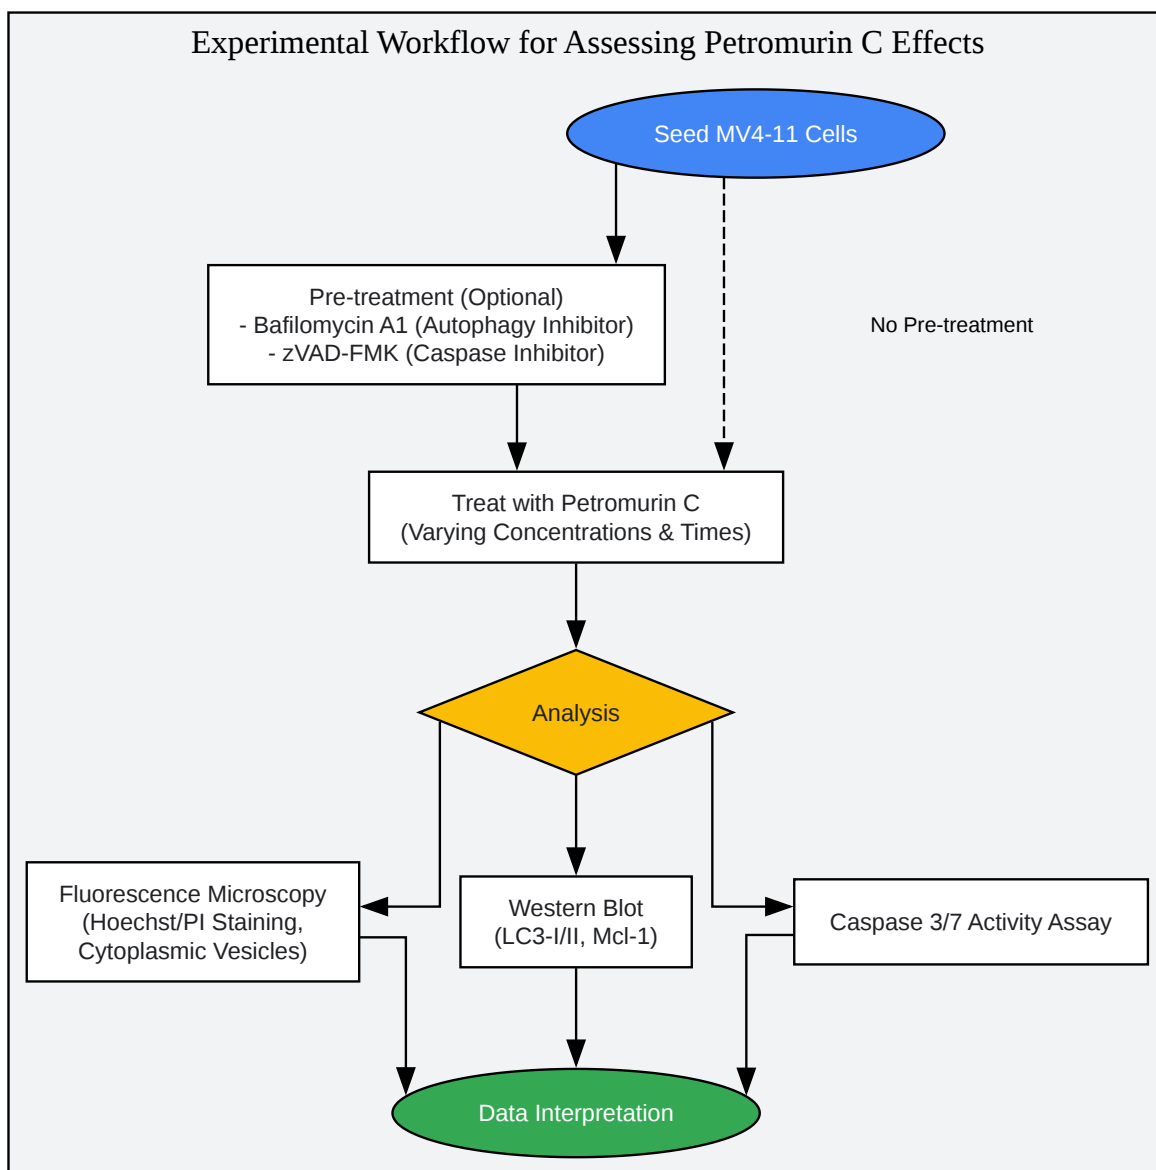 Experimental Workflow for Assessing Petromurin C Effects
Seed MV4-11 Cells
Pre-treatment (Optional)
- Bafilomycin A1 (Autophagy Inhibitor)
- zVAD-FMK (Caspase Inhibitor)
No Pre-treatment
Treat with Petromurin C
(Varying Concentrations & Times)
Analysis
Fluorescence Microscopy
(Hoechst/PI Staining,
Cytoplasmic Vesicles)
Western Blot
(LC3-I/II, Mcl-1)
Caspase 3/7 Activity Assay
Data Interpretation